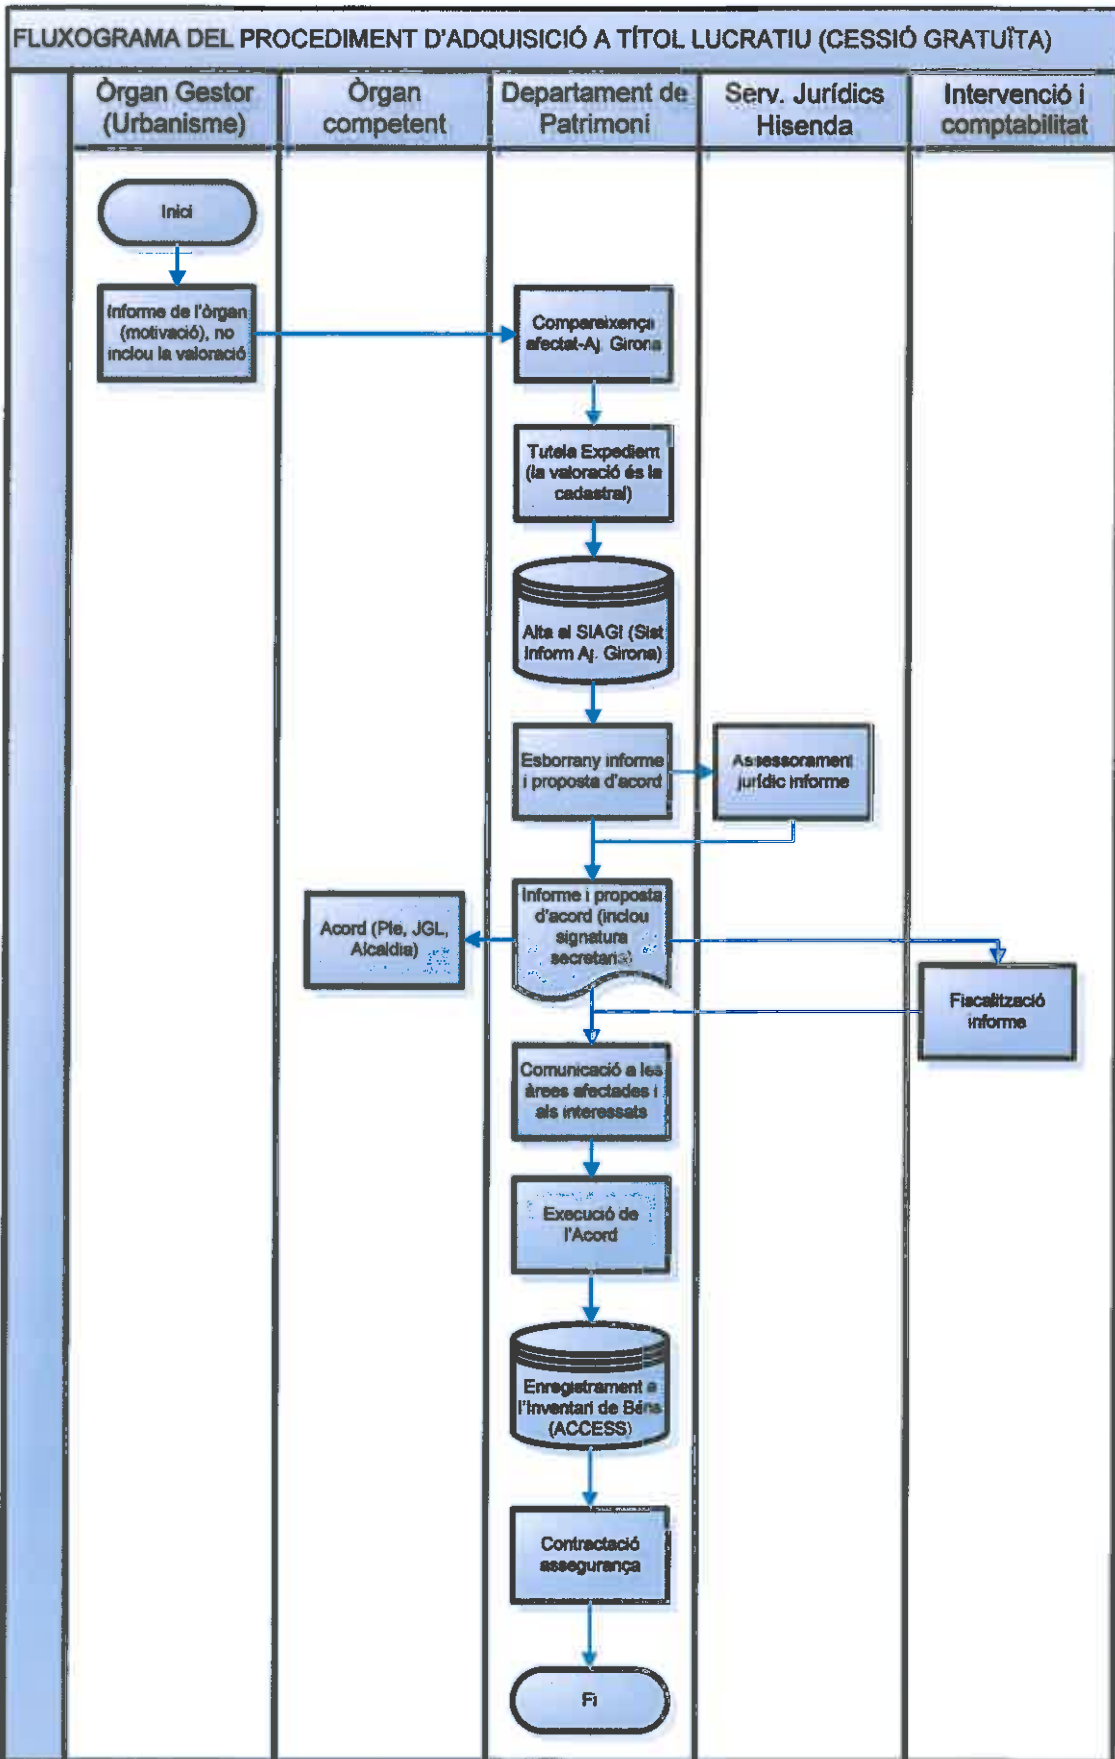 FLUXOGRAMA DEL PROCEDIMENT D'ADQUISICIÓ A TÍTOL LUCRATIU (CESSIÓ GRATUÏTA)
Òrgan Gestor
(Urbanisme)
Òrgan
competent
Departament de
Patrimoni
Serv. Jurídics
Hisenda
Intervenció i
comptabilitat
Inici
Informe de l'òrgan
(motivació), no
inclou la valoració
Compareixença
afectat-Aj. Girona
Tutela Expedient
(la valoració és la
cadastral)
Alta al SIAGI (Sist
Inform Aj. Girona)
Esborrany informe
i proposta d'acord
Assessorament
jurídic informe
Informe i proposta
d'acord (inclou
signatura
secretaria)
Acord (Ple, JGL,
Alcaldia)
Fiscalització
informe
Comunicació a les
àrees afectades i
als interessats
Execució de
l'Acord
Enregistrament a
l'Inventari de Béns
(ACCESS)
Contractació
assegurança
Fi